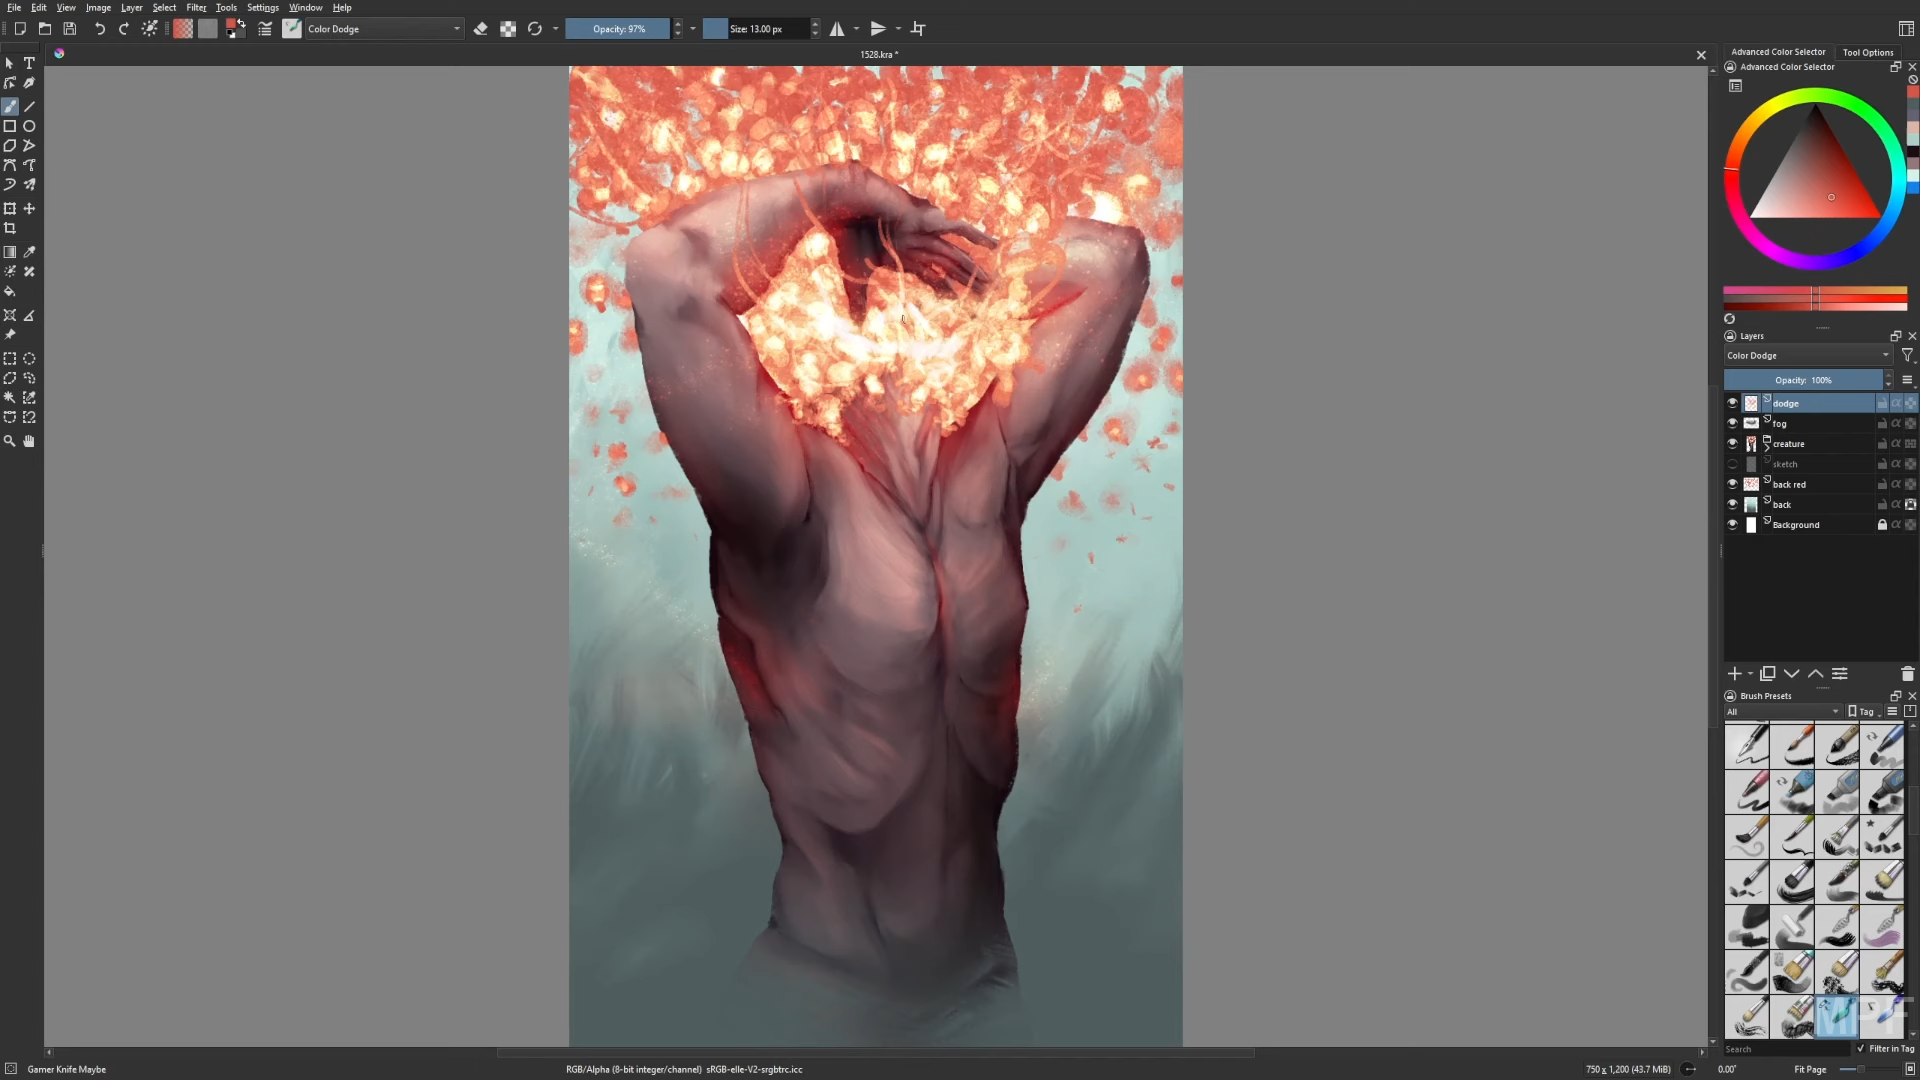 File Edit View Image Layer Select Filter Tools Settings Window Help
Color Dodge Opacity: 97% Size: 13.00 px
1528.kra *
Advanced Color Selector Tool Options
Advanced Color Selector
Layers
Color Dodge
Opacity: 100%
dodge
fog
creature
sketch
back red
back
Background
Brush Presets
All Tag
MPF
Search Filter in Tag
Gamer Knife Maybe RGB/Alpha (8-bit integer/channel) sRGB-elle-V2-srgbtrc.icc 750 x 1,200 (43.7 MiB) 0.00° Fit Page